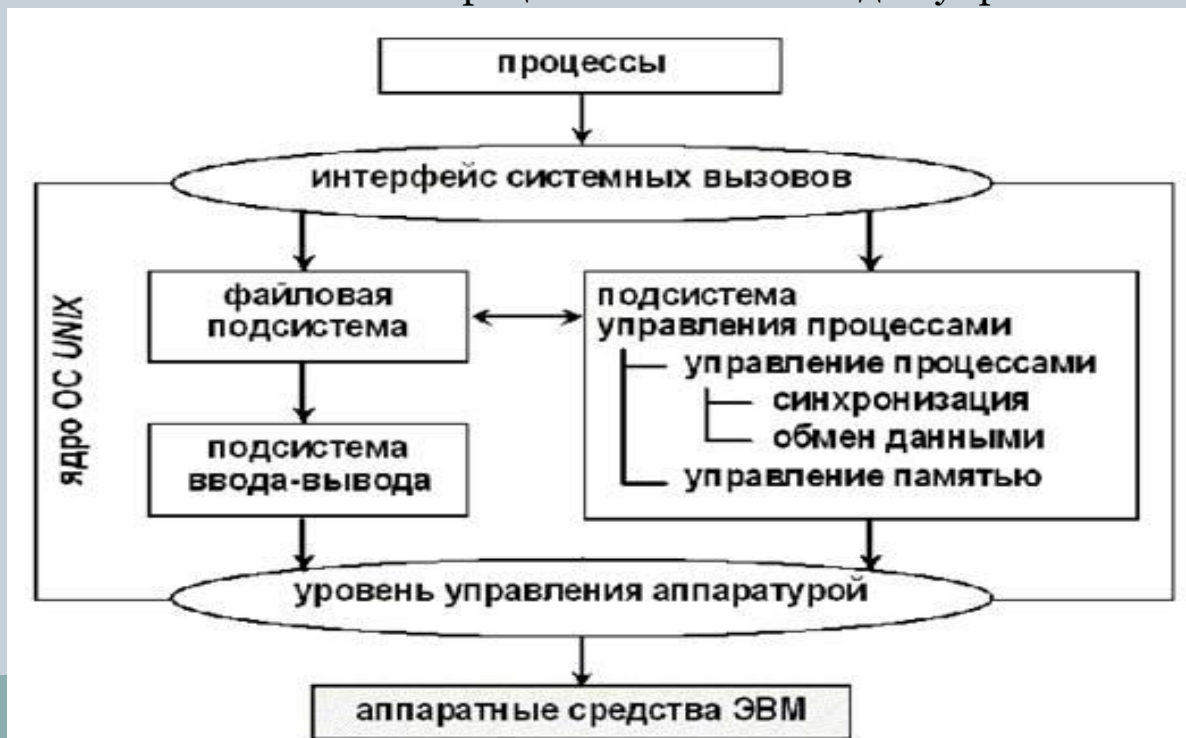 процессы
интерфейс системных вызовов
ядро ОС UNIX
файловая
подсистема
подсистема
управления процессами
управление процессами
синхронизация
обмен данными
управление памятью
подсистема
ввода-вывода
уровень управления аппаратурой
аппаратные средства ЭВМ